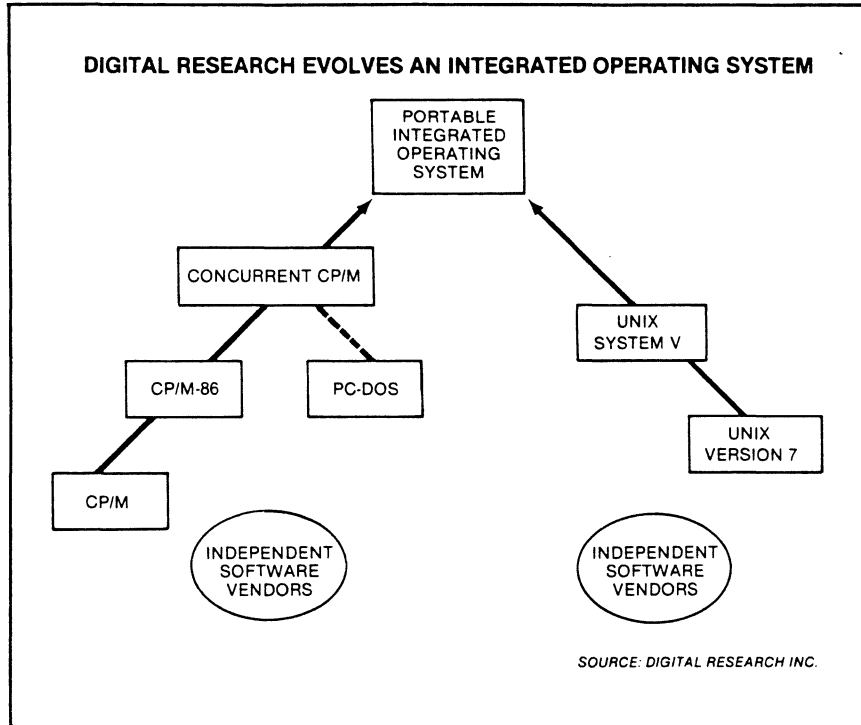 DIGITAL RESEARCH EVOLVES AN INTEGRATED OPERATING SYSTEM
PORTABLE
INTEGRATED
OPERATING
SYSTEM
CONCURRENT CP/M
UNIX
SYSTEM V
CP/M-86
PC-DOS
UNIX
VERSION 7
CP/M
INDEPENDENT
SOFTWARE
VENDORS
INDEPENDENT
SOFTWARE
VENDORS
SOURCE: DIGITAL RESEARCH INC.